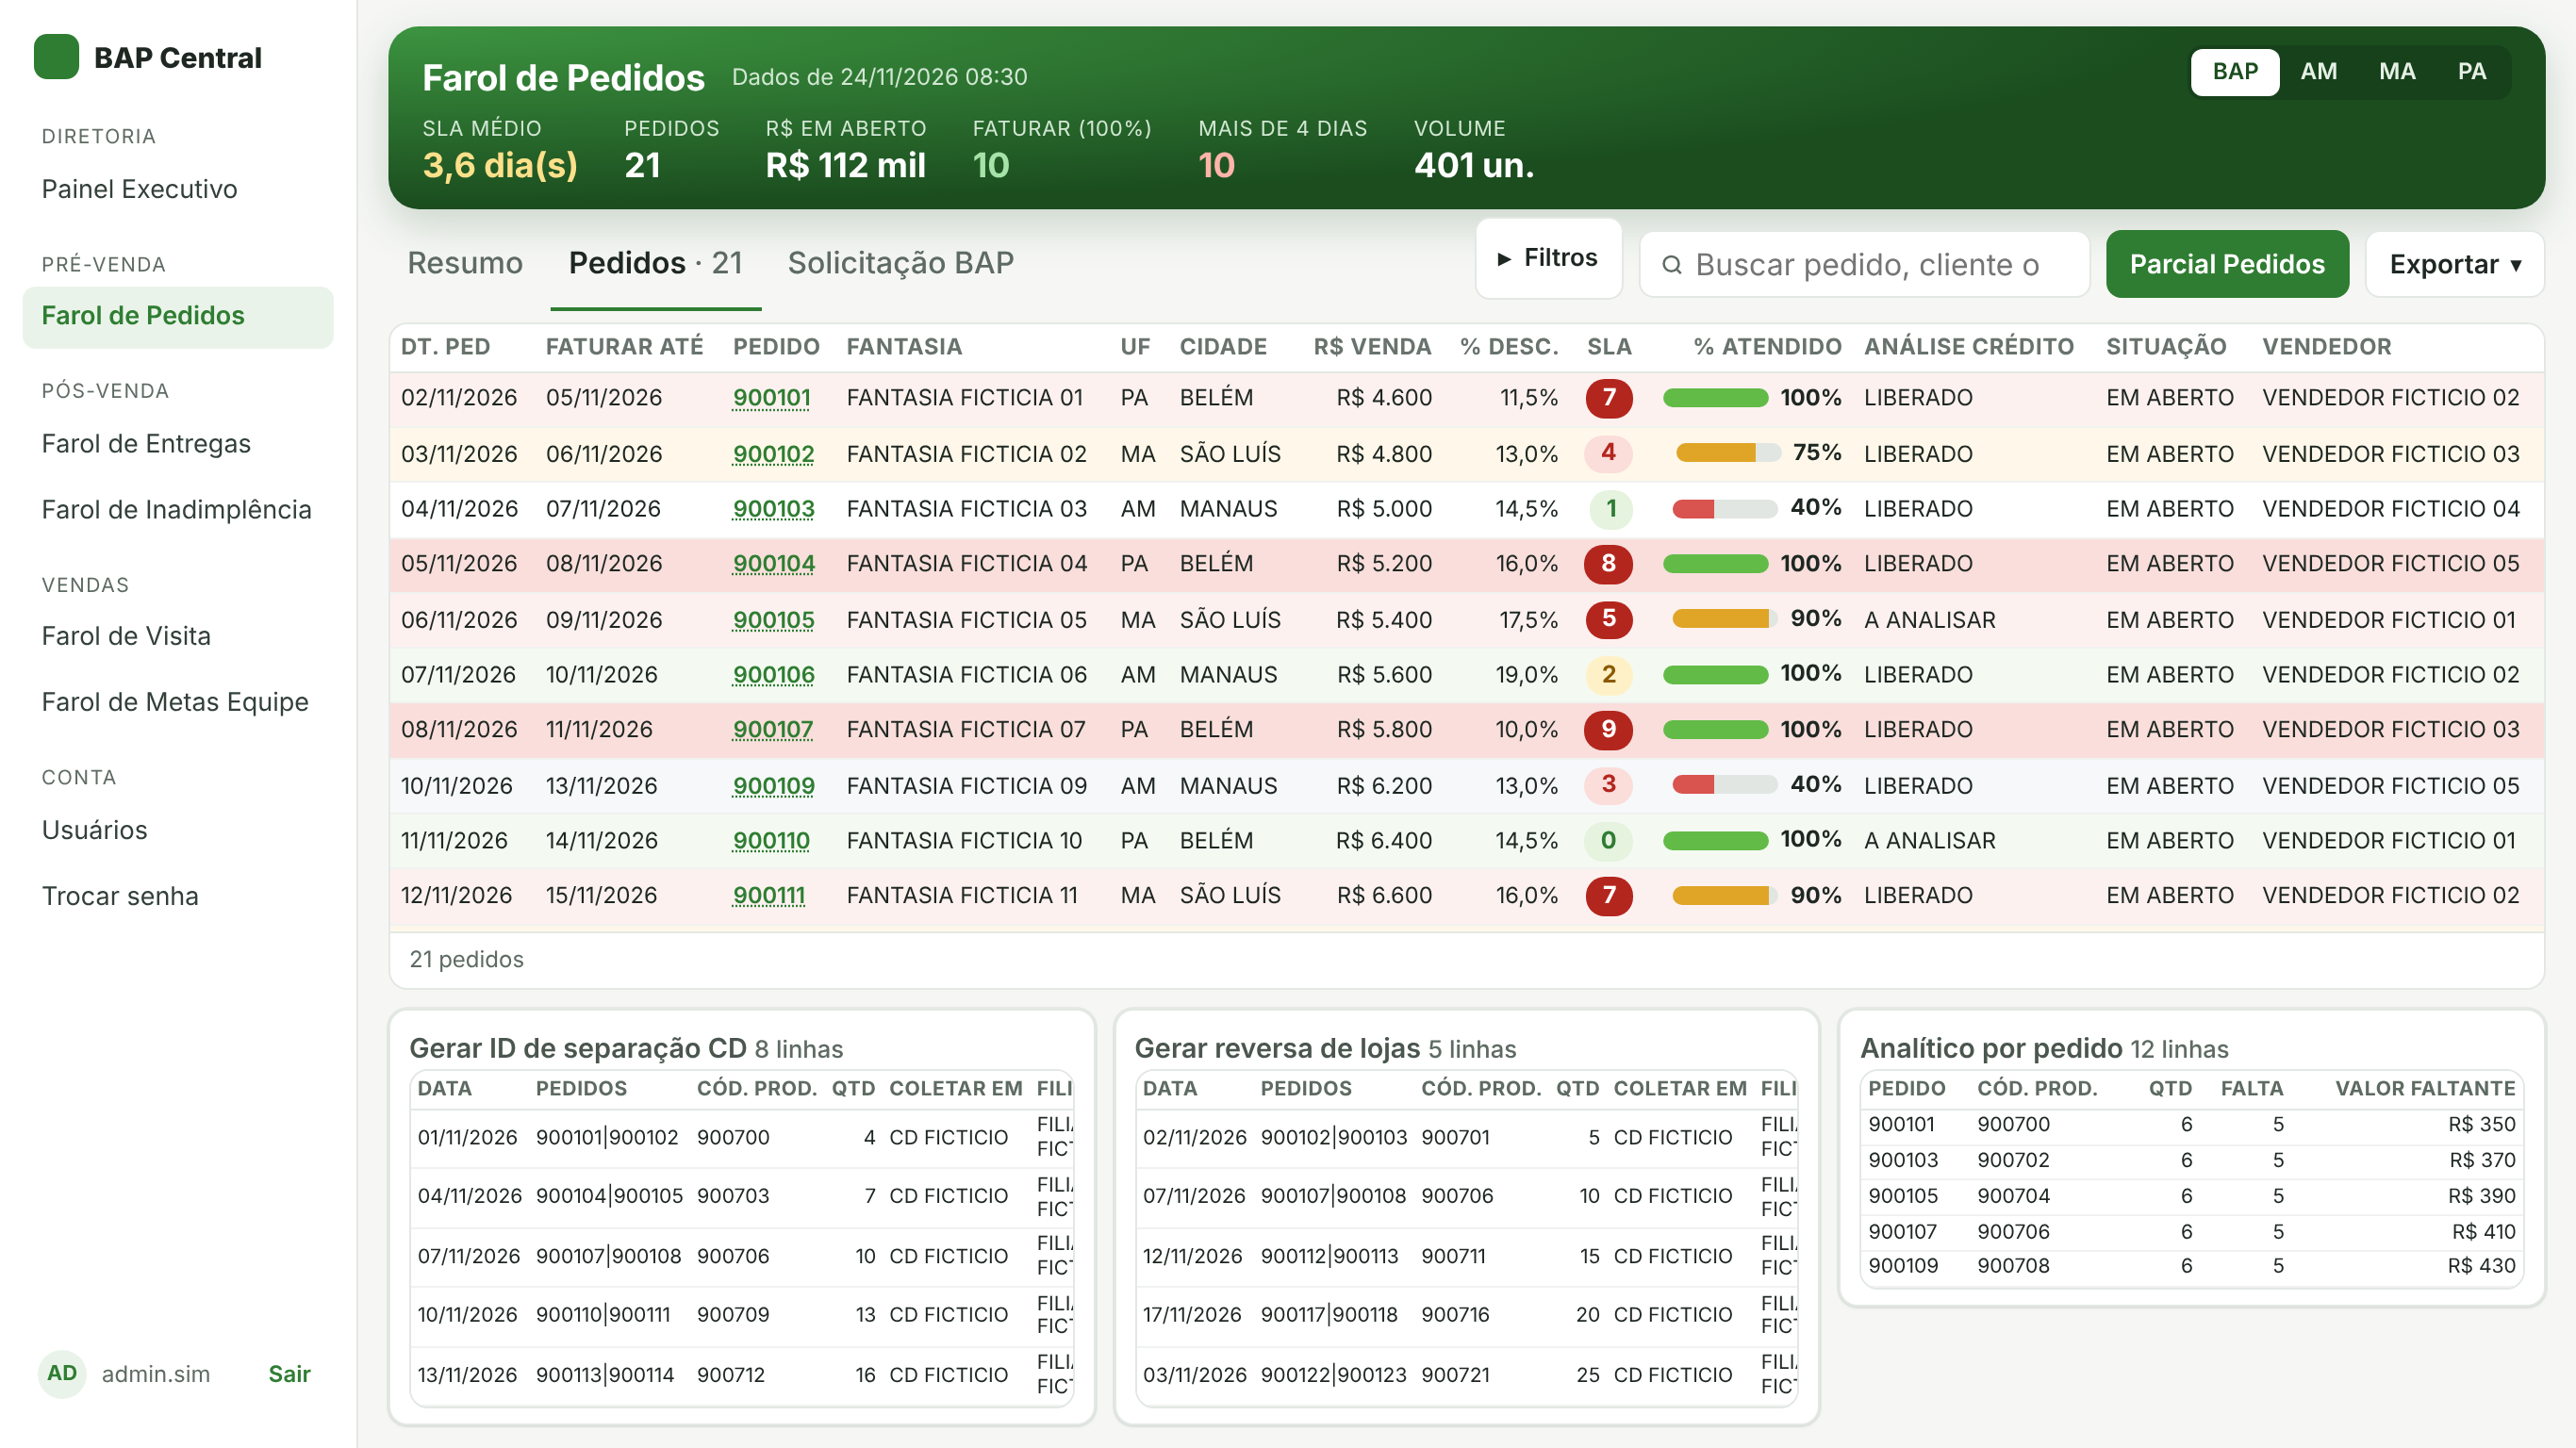 BAP Central
DIRETORIA
Painel Executivo
PRÉ-VENDA
Farol de Pedidos
PÓS-VENDA
Farol de Entregas
Farol de Inadimplência
VENDAS
Farol de Visita
Farol de Metas Equipe
CONTA
Usuários
Trocar senha
AD admin.sim Sair
Farol de Pedidos Dados de 24/11/2026 08:30
BAP AM MA PA
SLA MÉDIO PEDIDOS R$ EM ABERTO FATURAR (100%) MAIS DE 4 DIAS VOLUME
3,6 dia(s) 21 R$ 112 mil 10 10 401 un.
Resumo Pedidos · 21 Solicitação BAP ▸ Filtros Buscar pedido, cliente o Parcial Pedidos Exportar ▾
DT. PED FATURAR ATÉ PEDIDO FANTASIA UF CIDADE R$ VENDA % DESC. SLA % ATENDIDO ANÁLISE CRÉDITO SITUAÇÃO VENDEDOR
02/11/2026 05/11/2026 900101 FANTASIA FICTICIA 01 PA BELÉM R$ 4.600 11,5% 7 100% LIBERADO EM ABERTO VENDEDOR FICTICIO 02
03/11/2026 06/11/2026 900102 FANTASIA FICTICIA 02 MA SÃO LUÍS R$ 4.800 13,0% 4 75% LIBERADO EM ABERTO VENDEDOR FICTICIO 03
04/11/2026 07/11/2026 900103 FANTASIA FICTICIA 03 AM MANAUS R$ 5.000 14,5% 1 40% LIBERADO EM ABERTO VENDEDOR FICTICIO 04
05/11/2026 08/11/2026 900104 FANTASIA FICTICIA 04 PA BELÉM R$ 5.200 16,0% 8 100% LIBERADO EM ABERTO VENDEDOR FICTICIO 05
06/11/2026 09/11/2026 900105 FANTASIA FICTICIA 05 MA SÃO LUÍS R$ 5.400 17,5% 5 90% A ANALISAR EM ABERTO VENDEDOR FICTICIO 01
07/11/2026 10/11/2026 900106 FANTASIA FICTICIA 06 AM MANAUS R$ 5.600 19,0% 2 100% LIBERADO EM ABERTO VENDEDOR FICTICIO 02
08/11/2026 11/11/2026 900107 FANTASIA FICTICIA 07 PA BELÉM R$ 5.800 10,0% 9 100% LIBERADO EM ABERTO VENDEDOR FICTICIO 03
10/11/2026 13/11/2026 900109 FANTASIA FICTICIA 09 AM MANAUS R$ 6.200 13,0% 3 40% LIBERADO EM ABERTO VENDEDOR FICTICIO 05
11/11/2026 14/11/2026 900110 FANTASIA FICTICIA 10 PA BELÉM R$ 6.400 14,5% 0 100% A ANALISAR EM ABERTO VENDEDOR FICTICIO 01
12/11/2026 15/11/2026 900111 FANTASIA FICTICIA 11 MA SÃO LUÍS R$ 6.600 16,0% 7 90% LIBERADO EM ABERTO VENDEDOR FICTICIO 02
21 pedidos
Gerar ID de separação CD 8 linhas
DATA PEDIDOS CÓD. PROD. QTD COLETAR EM
01/11/2026 900101|900102 900700 4 CD FICTICIO
04/11/2026 900104|900105 900703 7 CD FICTICIO
07/11/2026 900107|900108 900706 10 CD FICTICIO
10/11/2026 900110|900111 900709 13 CD FICTICIO
13/11/2026 900113|900114 900712 16 CD FICTICIO
Gerar reversa de lojas 5 linhas
DATA PEDIDOS CÓD. PROD. QTD COLETAR EM
02/11/2026 900102|900103 900701 5 CD FICTICIO
07/11/2026 900107|900108 900706 10 CD FICTICIO
12/11/2026 900112|900113 900711 15 CD FICTICIO
17/11/2026 900117|900118 900716 20 CD FICTICIO
03/11/2026 900122|900123 900721 25 CD FICTICIO
Analítico por pedido 12 linhas
PEDIDO CÓD. PROD. QTD FALTA VALOR FALTANTE
900101 900700 6 5 R$ 350
900103 900702 6 5 R$ 370
900105 900704 6 5 R$ 390
900107 900706 6 5 R$ 410
900109 900708 6 5 R$ 430